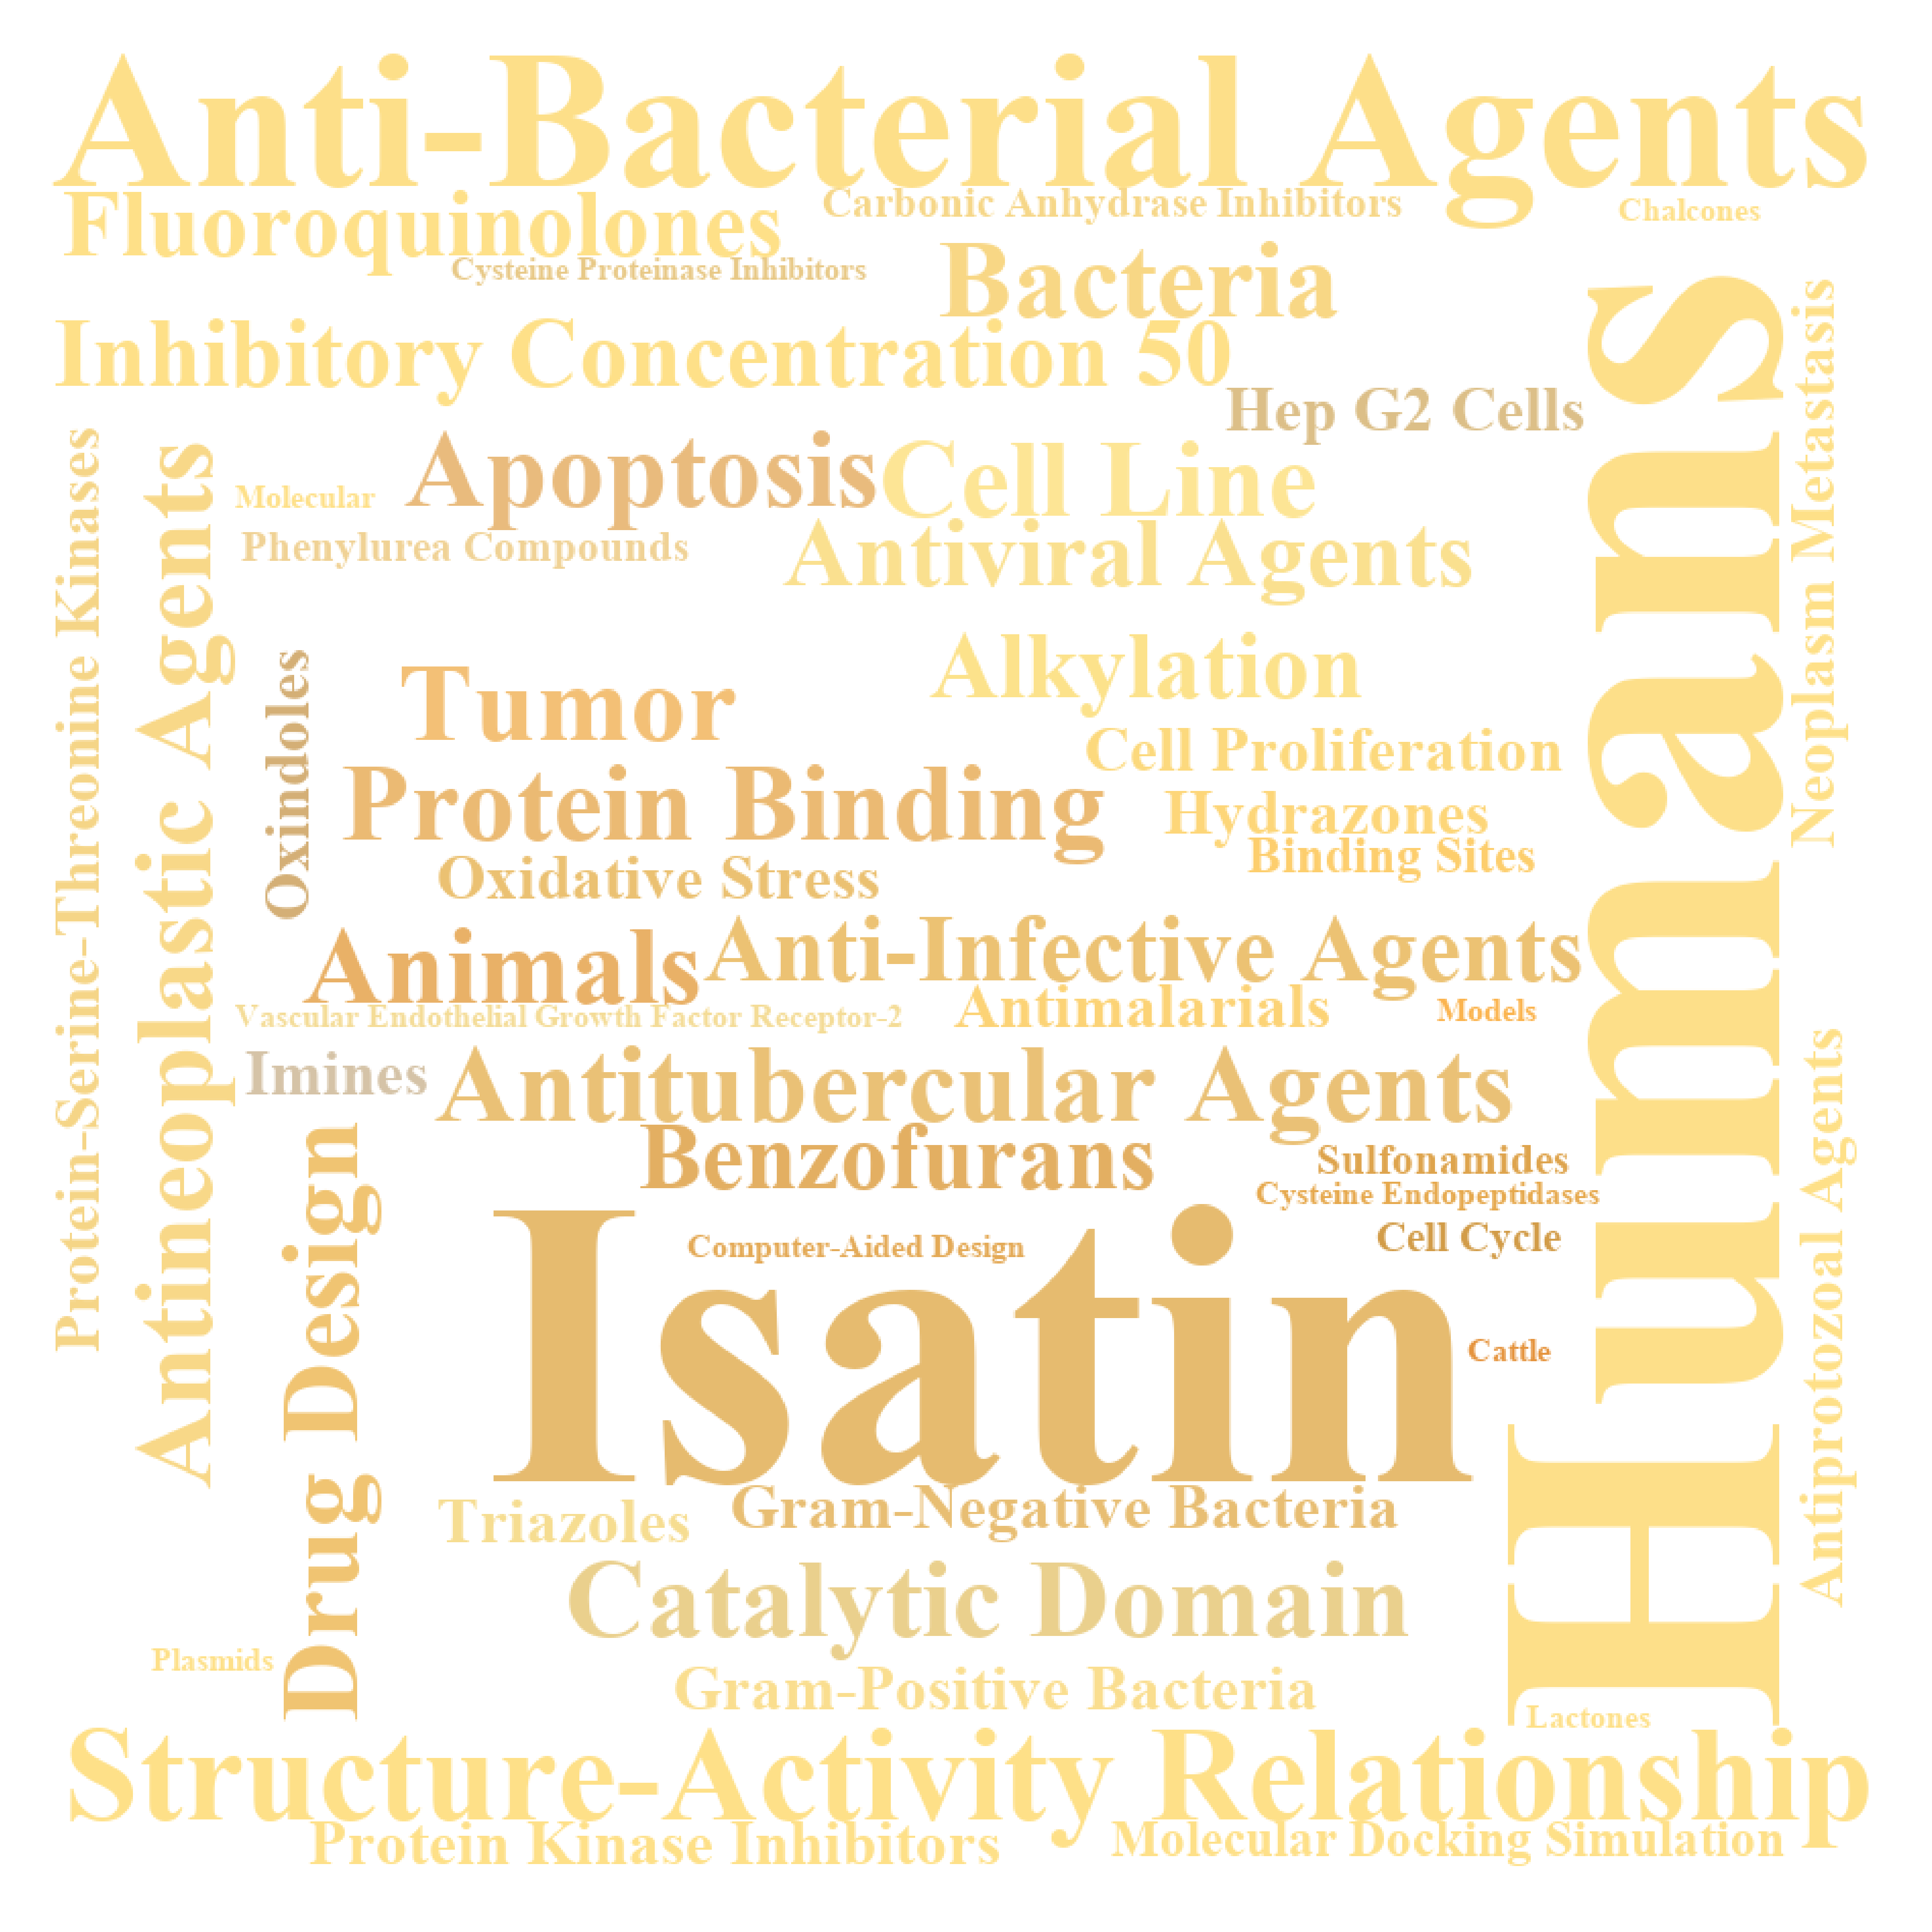 Anti-Bacterial Agents
Fluoroquinolones
Carbonic Anhydrase Inhibitors
Chalcones
Cysteine Proteinase Inhibitors
Bacteria
Inhibitory Concentration 50
Hep G2 Cells
Humans
Neoplasm Metastasis
Protein-Serine-Threonine Kinases
Antineoplastic Agents
Molecular
Apoptosis
Cell Line
Phenylurea Compounds
Antiviral Agents
Oxindoles
Tumor
Alkylation
Cell Proliferation
Protein Binding
Hydrazones
Binding Sites
Oxidative Stress
Animals
Anti-Infective Agents
Vascular Endothelial Growth Factor Receptor-2
Antimalarials
Models
Imines
Antitubercular Agents
Antiprotozoal Agents
Drug Design
Benzofurans
Sulfonamides
Cysteine Endopeptidases
Computer-Aided Design
Cell Cycle
Isatin
Cattle
Triazoles
Gram-Negative Bacteria
Catalytic Domain
Plasmids
Gram-Positive Bacteria
Lactones
Structure-Activity Relationship
Protein Kinase Inhibitors
Molecular Docking Simulation